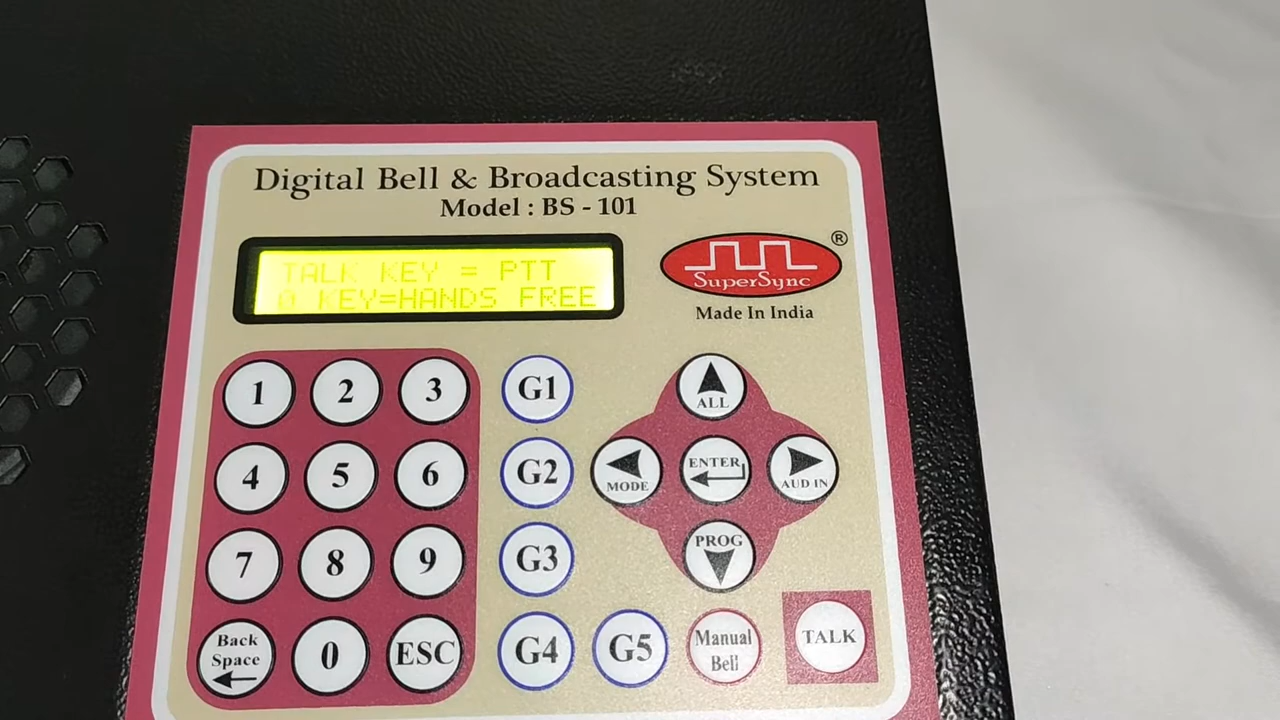 Digital Bell & Broadcasting System
Model : BS - 101
TALK KEY = PTT
0 KEY=HANDS FREE
SuperSync
®
Made In India
1 2 3
4 5 6
7 8 9
Back Space 0 ESC
G1
G2
G3
G4 G5
ALL
MODE
ENTER
AUD IN
PROG
Manual Bell
TALK